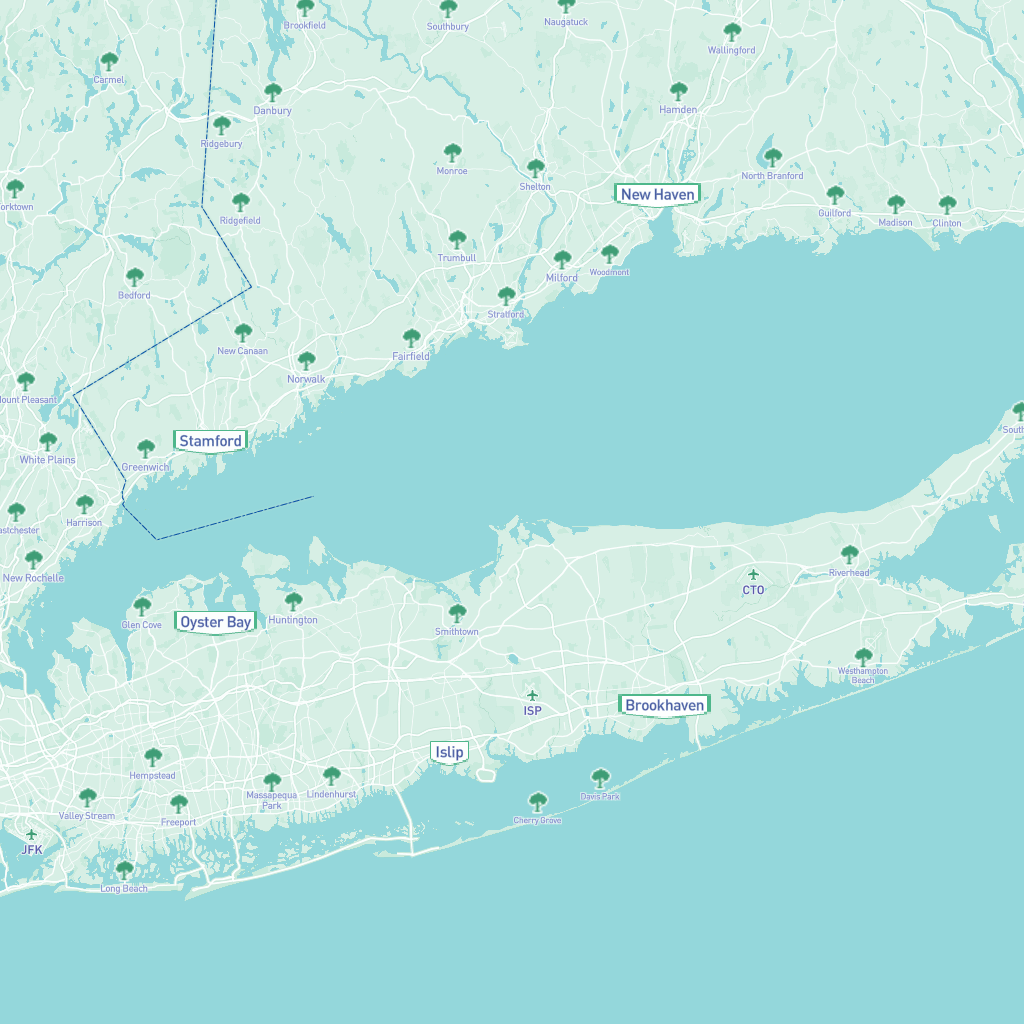 Brookfield
Southbury
Naugatuck
Wallingford
Carmel
Danbury
Hamden
Ridgebury
Monroe
Shelton
North Branford
New Haven
orktown
Ridgefield
Guilford
Madison
Clinton
Trumbull
Milford
Woodmont
Bedford
Stratford
New Canaan
Fairfield
Norwalk
Mount Pleasant
South
Stamford
White Plains
Greenwich
Harrison
astchester
New Rochelle
Riverhead
CTO
Glen Cove
Oyster Bay
Huntington
Smithtown
Westhampton
Beach
ISP
Brookhaven
Islip
Hempstead
Massapequa
Park
Lindenhurst
Davis Park
Valley Stream
Freeport
Cherry Grove
JFK
Long Beach